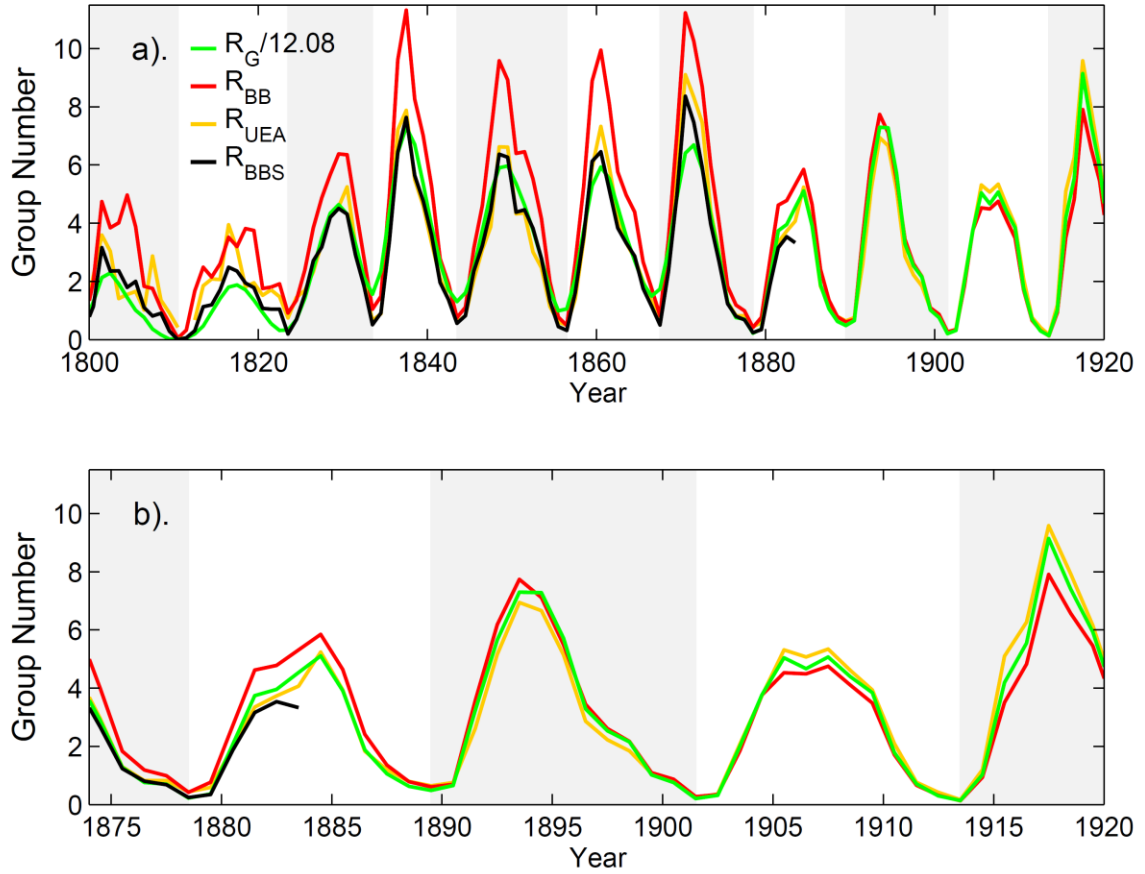 a).
R_G/12.08
R_BB
R_UEA
R_BBS
Group Number
10
8
6
4
2
0
1800 1820 1840 1860 1880 1900 1920
Year
b).
Group Number
10
8
6
4
2
0
1875 1880 1885 1890 1895 1900 1905 1910 1915 1920
Year